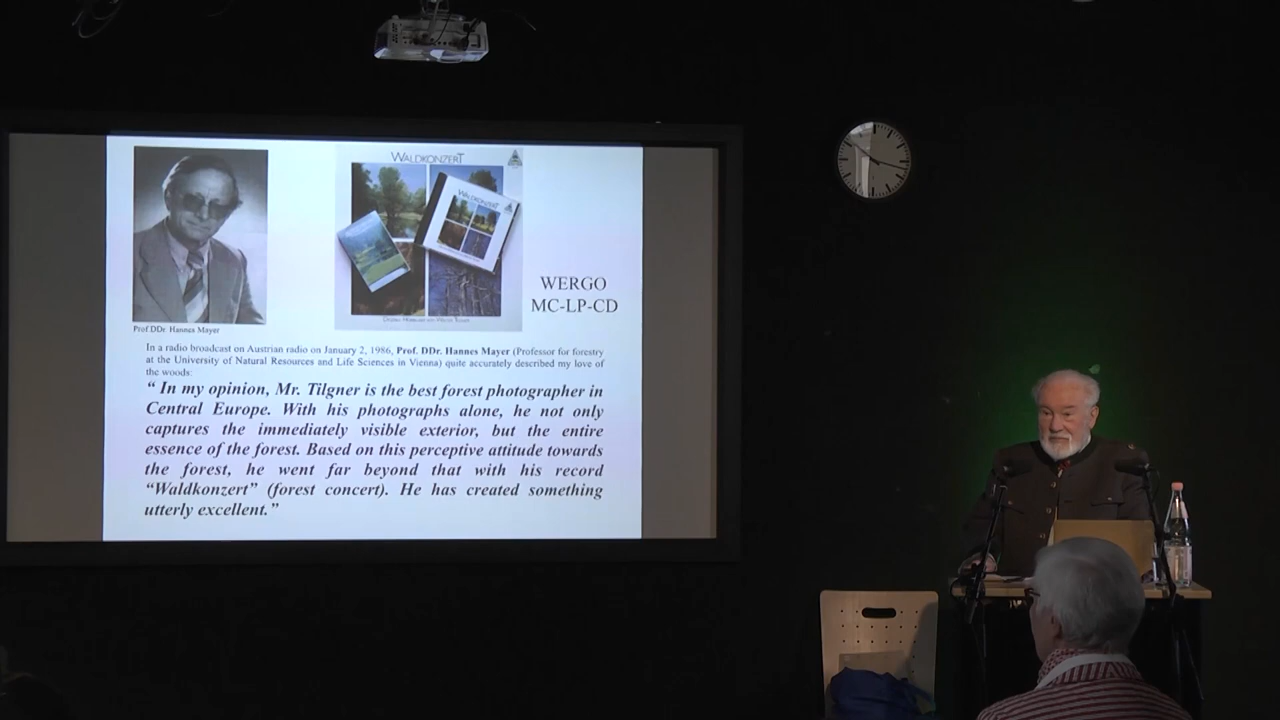 WALDKONZERT
WALDKONZERT
WERGO
MC-LP-CD
Prof.DDr. Hannes Mayer
In a radio broadcast on Austrian radio on January 2, 1986, Prof. DDr. Hannes Mayer (Professor for forestry
at the University of Natural Resources and Life Sciences in Vienna) quite accurately described my love of
the woods:
“ In my opinion, Mr. Tilgner is the best forest photographer in
Central Europe. With his photographs alone, he not only
captures the immediately visible exterior, but the entire
essence of the forest. Based on this perceptive attitude towards
the forest, he went far beyond that with his record
“Waldkonzert” (forest concert). He has created something
utterly excellent.”